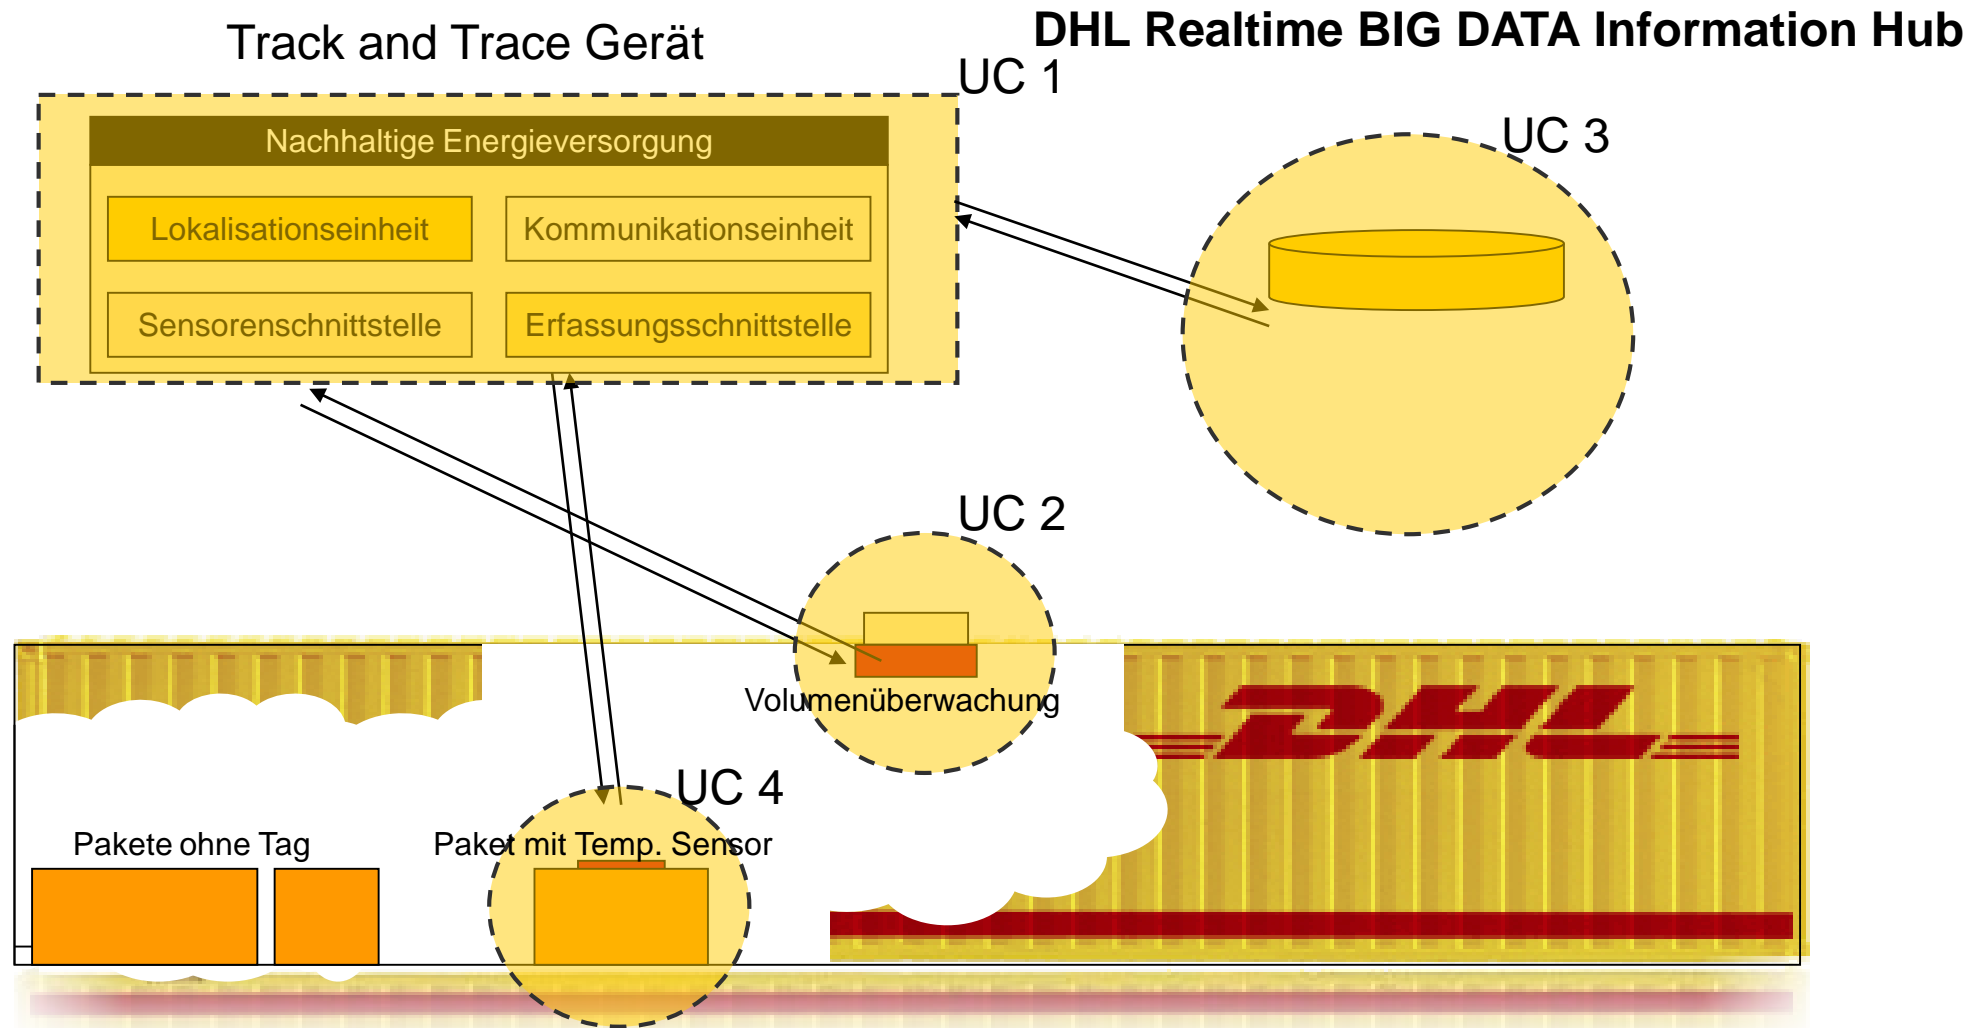 DHL Realtime BIG DATA Information Hub
Track and Trace Gerät
UC 1
Nachhaltige Energieversorgung
UC 3
Lokalisationseinheit
Kommunikationseinheit
Sensorenschnittstelle
Erfassungsschnittstelle
UC 2
Volumenüberwachung
DHL
UC 4
Pakete ohne Tag
Paket mit Temp. Sensor